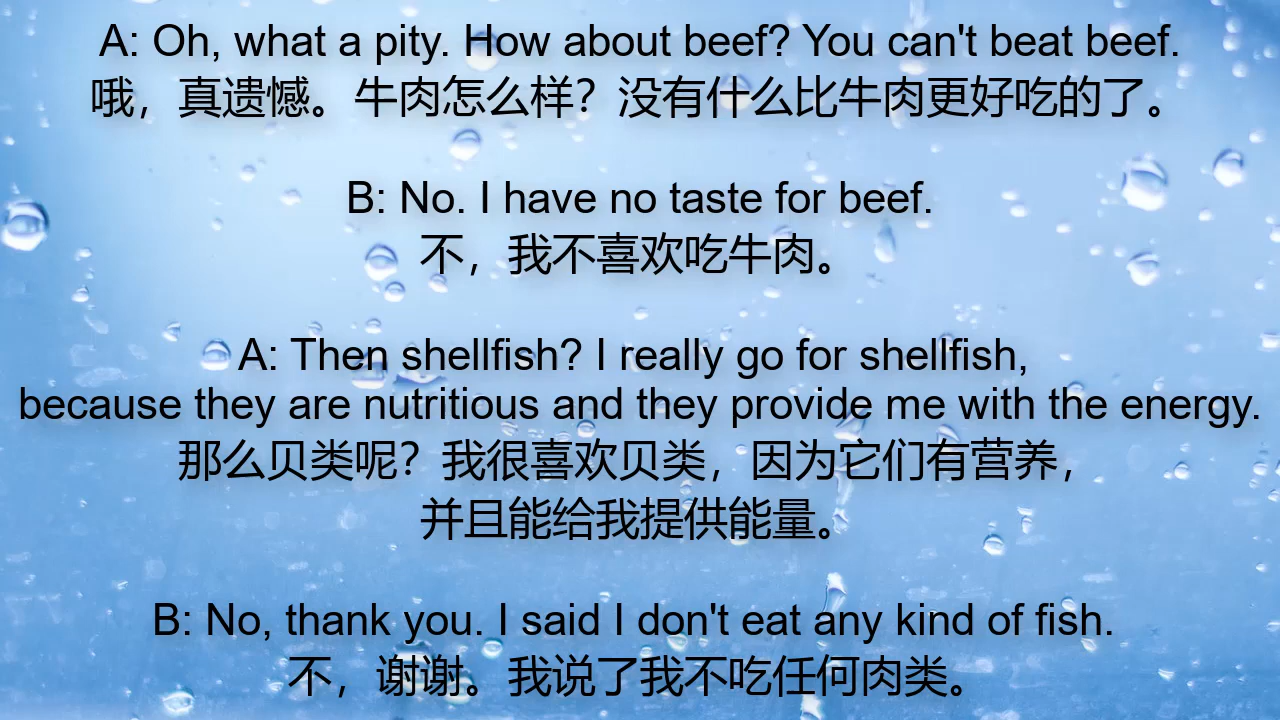 A: Oh, what a pity. How about beef? You can't beat beef.
哦，真遗憾。牛肉怎么样？没有什么比牛肉更好吃的了。
B: No. I have no taste for beef.
不，我不喜欢吃牛肉。
A: Then shellfish? I really go for shellfish,
because they are nutritious and they provide me with the energy.
那么贝类呢？我很喜欢贝类，因为它们有营养，
并且能给我提供能量。
B: No, thank you. I said I don't eat any kind of fish.
不，谢谢。我说了我不吃任何肉类。